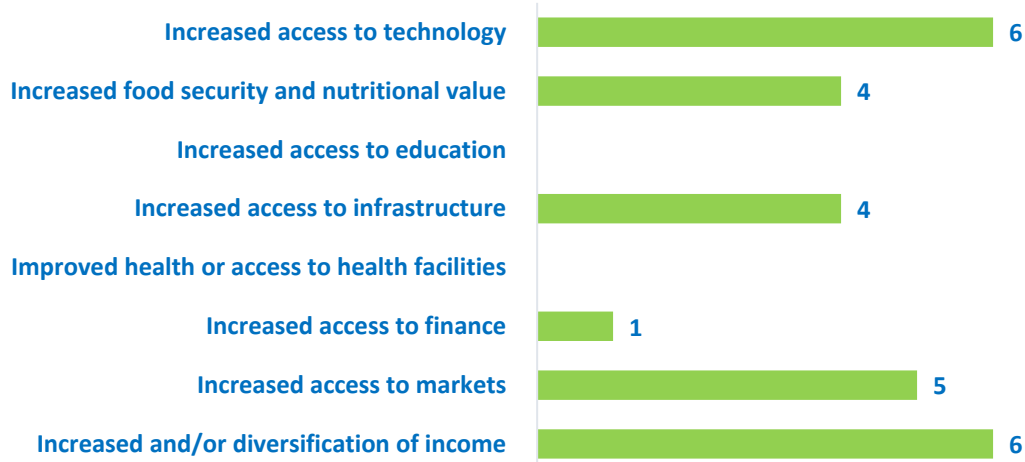 Increased access to technology 6
Increased food security and nutritional value 4
Increased access to education
Increased access to infrastructure 4
Improved health or access to health facilities
Increased access to finance 1
Increased access to markets 5
Increased and/or diversification of income 6